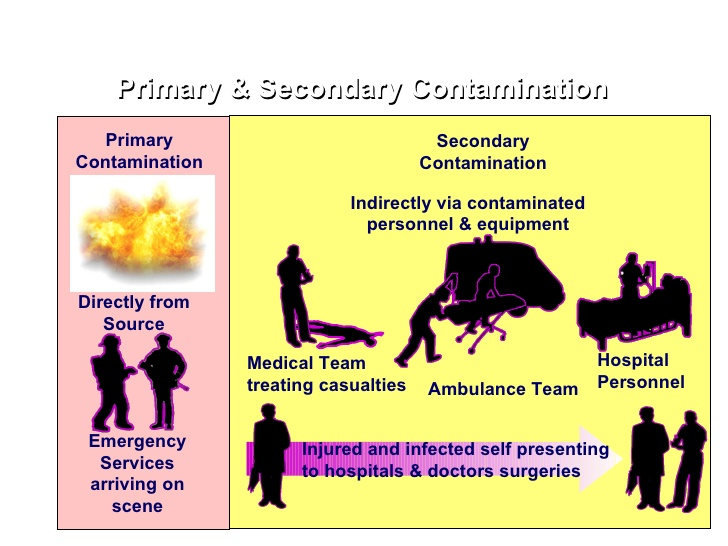 Primary & Secondary Contamination
Primary
Contamination
Directly from
Source
Emergency
Services
arriving on
scene
Secondary
Contamination
Indirectly via contaminated
personnel & equipment
Medical Team
treating casualties
Ambulance Team
Hospital
Personnel
Injured and infected self presenting
to hospitals & doctors surgeries